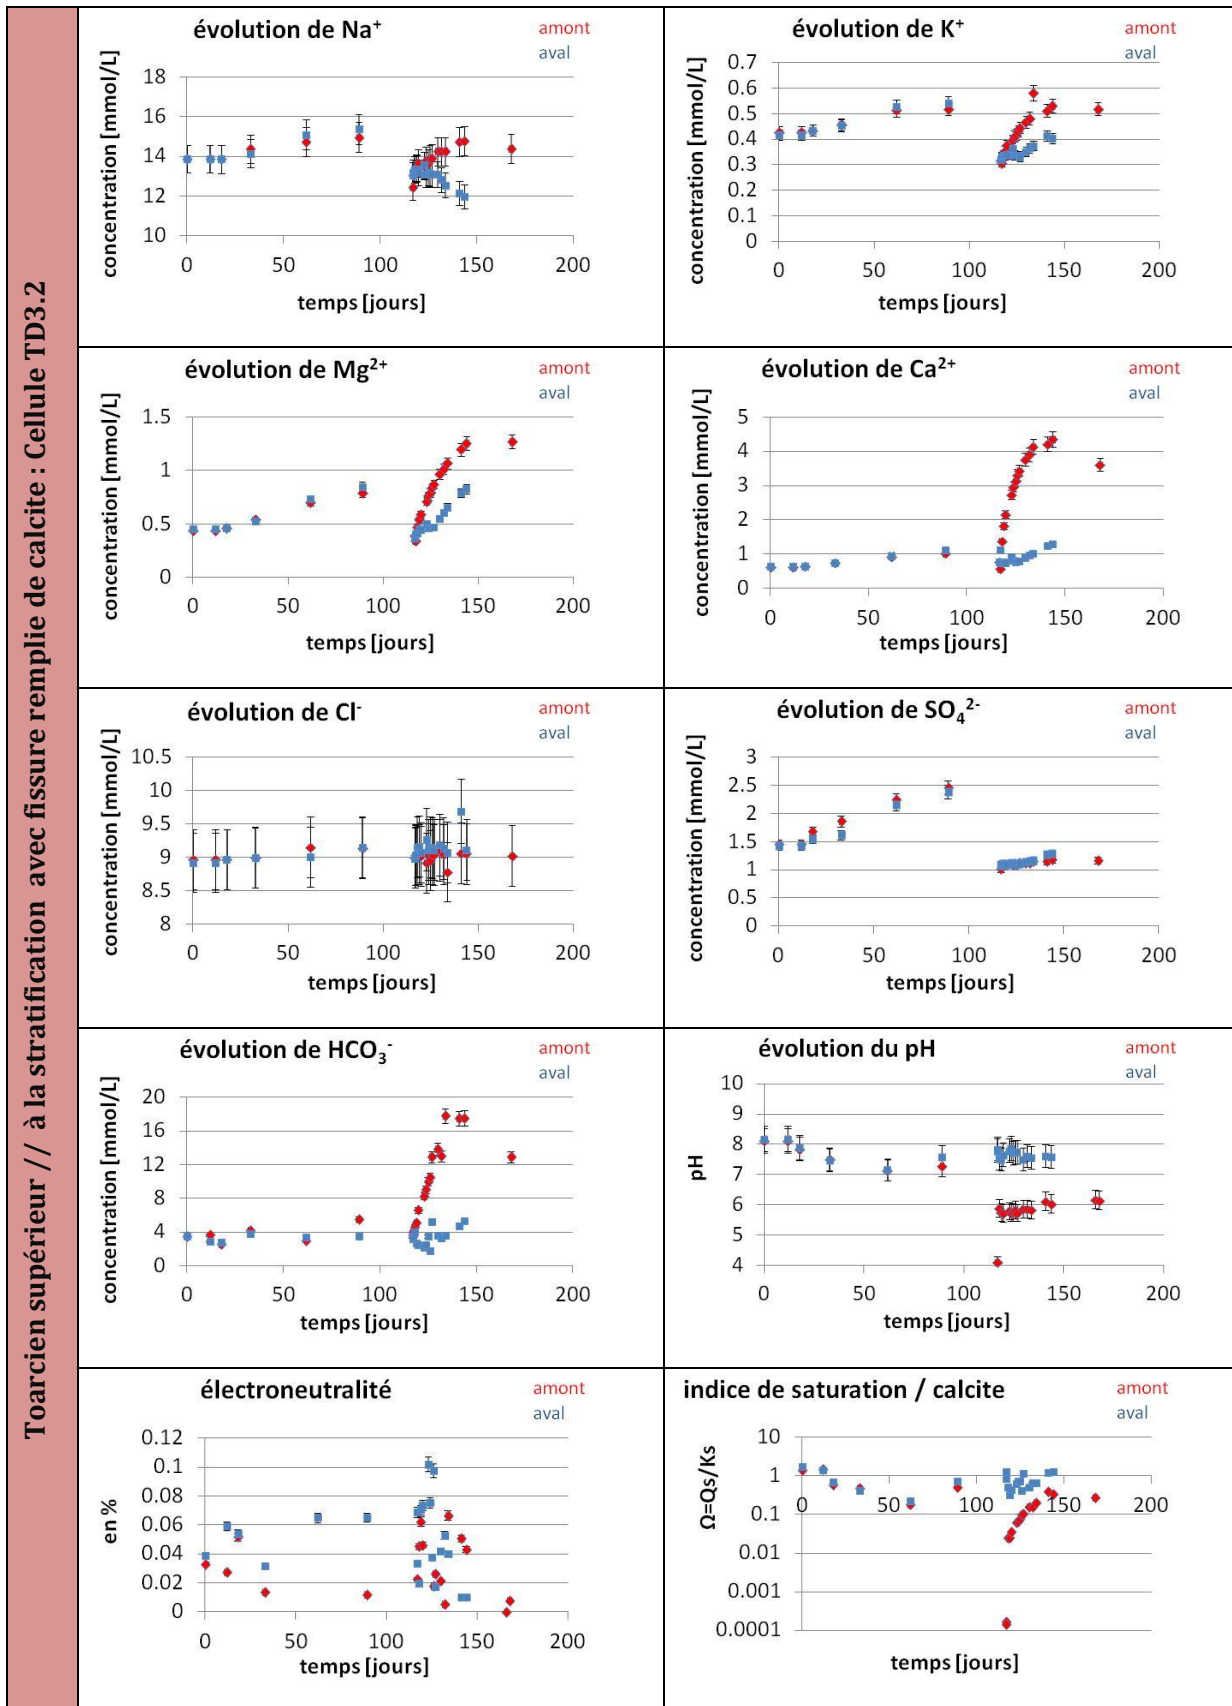 Toarcien supérieur // à la stratification avec fissure remplie de calcite : Cellule TD3.2
évolution de Na⁺
amont
aval
concentration [mmol/L]
18
16
14
12
10
0 50 100 150 200
temps [jours]
évolution de K⁺
amont
aval
concentration [mmol/L]
0.7
0.6
0.5
0.4
0.3
0.2
0.1
0
0 50 100 150 200
temps [jours]
évolution de Mg²⁺
amont
aval
concentration [mmol/L]
1.5
1
0.5
0
0 50 100 150 200
temps [jours]
évolution de Ca²⁺
amont
aval
concentration [mmol/L]
5
4
3
2
1
0
0 50 100 150 200
temps [jours]
évolution de Cl⁻
amont
aval
concentration [mmol/L]
10.5
10
9.5
9
8.5
8
0 50 100 150 200
temps [jours]
évolution de SO₄²⁻
amont
aval
concentration [mmol/L]
3
2.5
2
1.5
1
0.5
0
0 50 100 150 200
temps [jours]
évolution de HCO₃⁻
amont
aval
concentration [mmol/L]
20
16
12
8
4
0
0 50 100 150 200
temps [jours]
évolution du pH
amont
aval
pH
10
9
8
7
6
5
4
0 50 100 150 200
temps [jours]
électroneutralité
amont
aval
en %
0.12
0.1
0.08
0.06
0.04
0.02
0
0 50 100 150 200
temps [jours]
indice de saturation / calcite
amont
aval
Ω=Qs/Ks
10
1
0.1
0.01
0.001
0.0001
0 50 100 150 200
temps [jours]